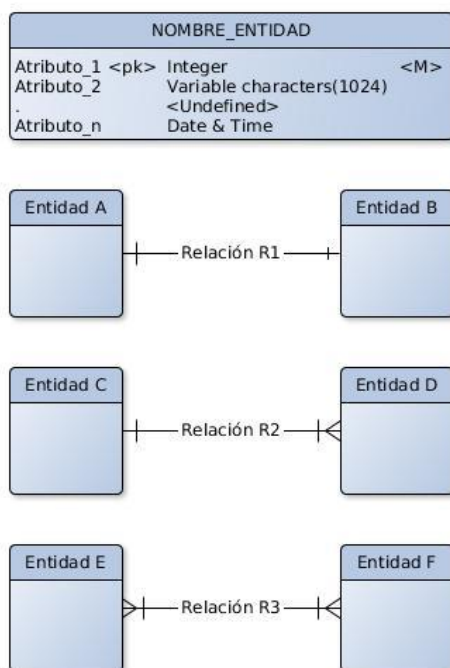 NOMBRE_ENTIDAD
Atributo_1 <pk> Integer <M>
Atributo_2 Variable characters(1024)
. <Undefined>
Atributo_n Date & Time
Entidad A
Entidad B
Relación R1
Entidad C
Entidad D
Relación R2
Entidad E
Entidad F
Relación R3